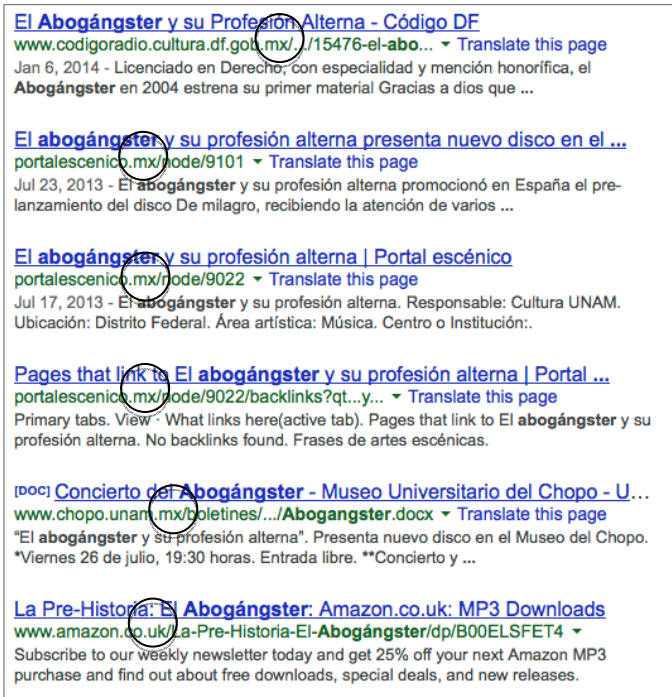 El Abogángster y su Profesión Alterna - Código DF
www.codigoradio.cultura.df.gob.mx/.../15476-el-abo... ▾ Translate this page
Jan 6, 2014 - Licenciado en Derecho, con especialidad y mención honorífica, el
Abogángster en 2004 estrena su primer material Gracias a dios que ...
El abogángster y su profesión alterna presenta nuevo disco en el ...
portalescenico.mx/node/9101 ▾ Translate this page
Jul 23, 2013 - El abogángster y su profesión alterna promocionó en España el pre-
lanzamiento del disco De milagro, recibiendo la atención de varios ...
El abogángster y su profesión alterna | Portal escénico
portalescenico.mx/node/9022 ▾ Translate this page
Jul 17, 2013 - El abogángster y su profesión alterna. Responsable: Cultura UNAM.
Ubicación: Distrito Federal. Área artística: Música. Centro o Institución:.
Pages that link to El abogángster y su profesión alterna | Portal ...
portalescenico.mx/node/9022/backlinks?qt...y... ▾ Translate this page
Primary tabs. View · What links here(active tab). Pages that link to El abogángster y su
profesión alterna. No backlinks found. Frases de artes escénicas.
[DOC] Concierto del Abogángster - Museo Universitario del Chopo - U...
www.chopo.unam.mx/boletines/.../Abogangster.docx ▾ Translate this page
"El abogángster y su profesión alterna". Presenta nuevo disco en el Museo del Chopo.
*Viernes 26 de julio, 19:30 horas. Entrada libre. **Concierto y ...
La Pre-Historia: El Abogángster: Amazon.co.uk: MP3 Downloads
www.amazon.co.uk/La-Pre-Historia-El-Abogángster/dp/B00ELSFET4 ▾
Subscribe to our weekly newsletter today and get 25% off your next Amazon MP3
purchase and find out about free downloads, special deals, and new releases.